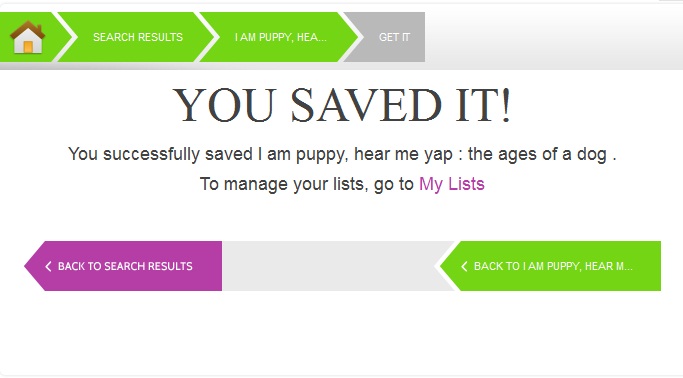 SEARCH RESULTS
I AM PUPPY, HEA...
GET IT
YOU SAVED IT!
You successfully saved I am puppy, hear me yap : the ages of a dog .
To manage your lists, go to My Lists
BACK TO SEARCH RESULTS
BACK TO I AM PUPPY, HEAR M...